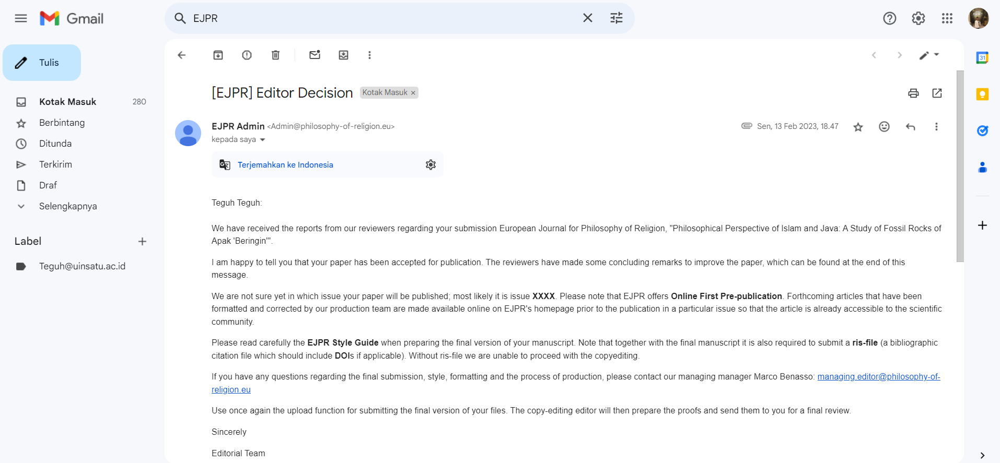 Gmail
EJPR
Tulis
Kotak Masuk 280
Berbintang
Ditunda
Terkirim
Draf
Selengkapnya
Label
Teguh@uinsatu.ac.id
[EJPR] Editor Decision Kotak Masuk ×
EJPR Admin <Admin@philosophy-of-religion.eu>
Sen, 13 Feb 2023, 18.47
kepada saya
Terjemahkan ke Indonesia
Teguh Teguh:
We have received the reports from our reviewers regarding your submission European Journal for Philosophy of Religion, "Philosophical Perspective of Islam and Java: A Study of Fossil Rocks of
Apak 'Beringin'".
I am happy to tell you that your paper has been accepted for publication. The reviewers have made some concluding remarks to improve the paper, which can be found at the end of this
message.
We are not sure yet in which issue your paper will be published; most likely it is issue XXXX. Please note that EJPR offers Online First Pre-publication. Forthcoming articles that have been
formatted and corrected by our production team are made available online on EJPR's homepage prior to the publication in a particular issue so that the article is already accessible to the scientific
community.
Please read carefully the EJPR Style Guide when preparing the final version of your manuscript. Note that together with the final manuscript it is also required to submit a ris-file (a bibliographic
citation file which should include DOIs if applicable). Without ris-file we are unable to proceed with the copyediting.
If you have any questions regarding the final submission, style, formatting and the process of production, please contact our managing manager Marco Benasso: managing.editor@philosophy-of-
religion.eu
Use once again the upload function for submitting the final version of your files. The copy-editing editor will then prepare the proofs and send them to you for a final review.
Sincerely
Editorial Team
31